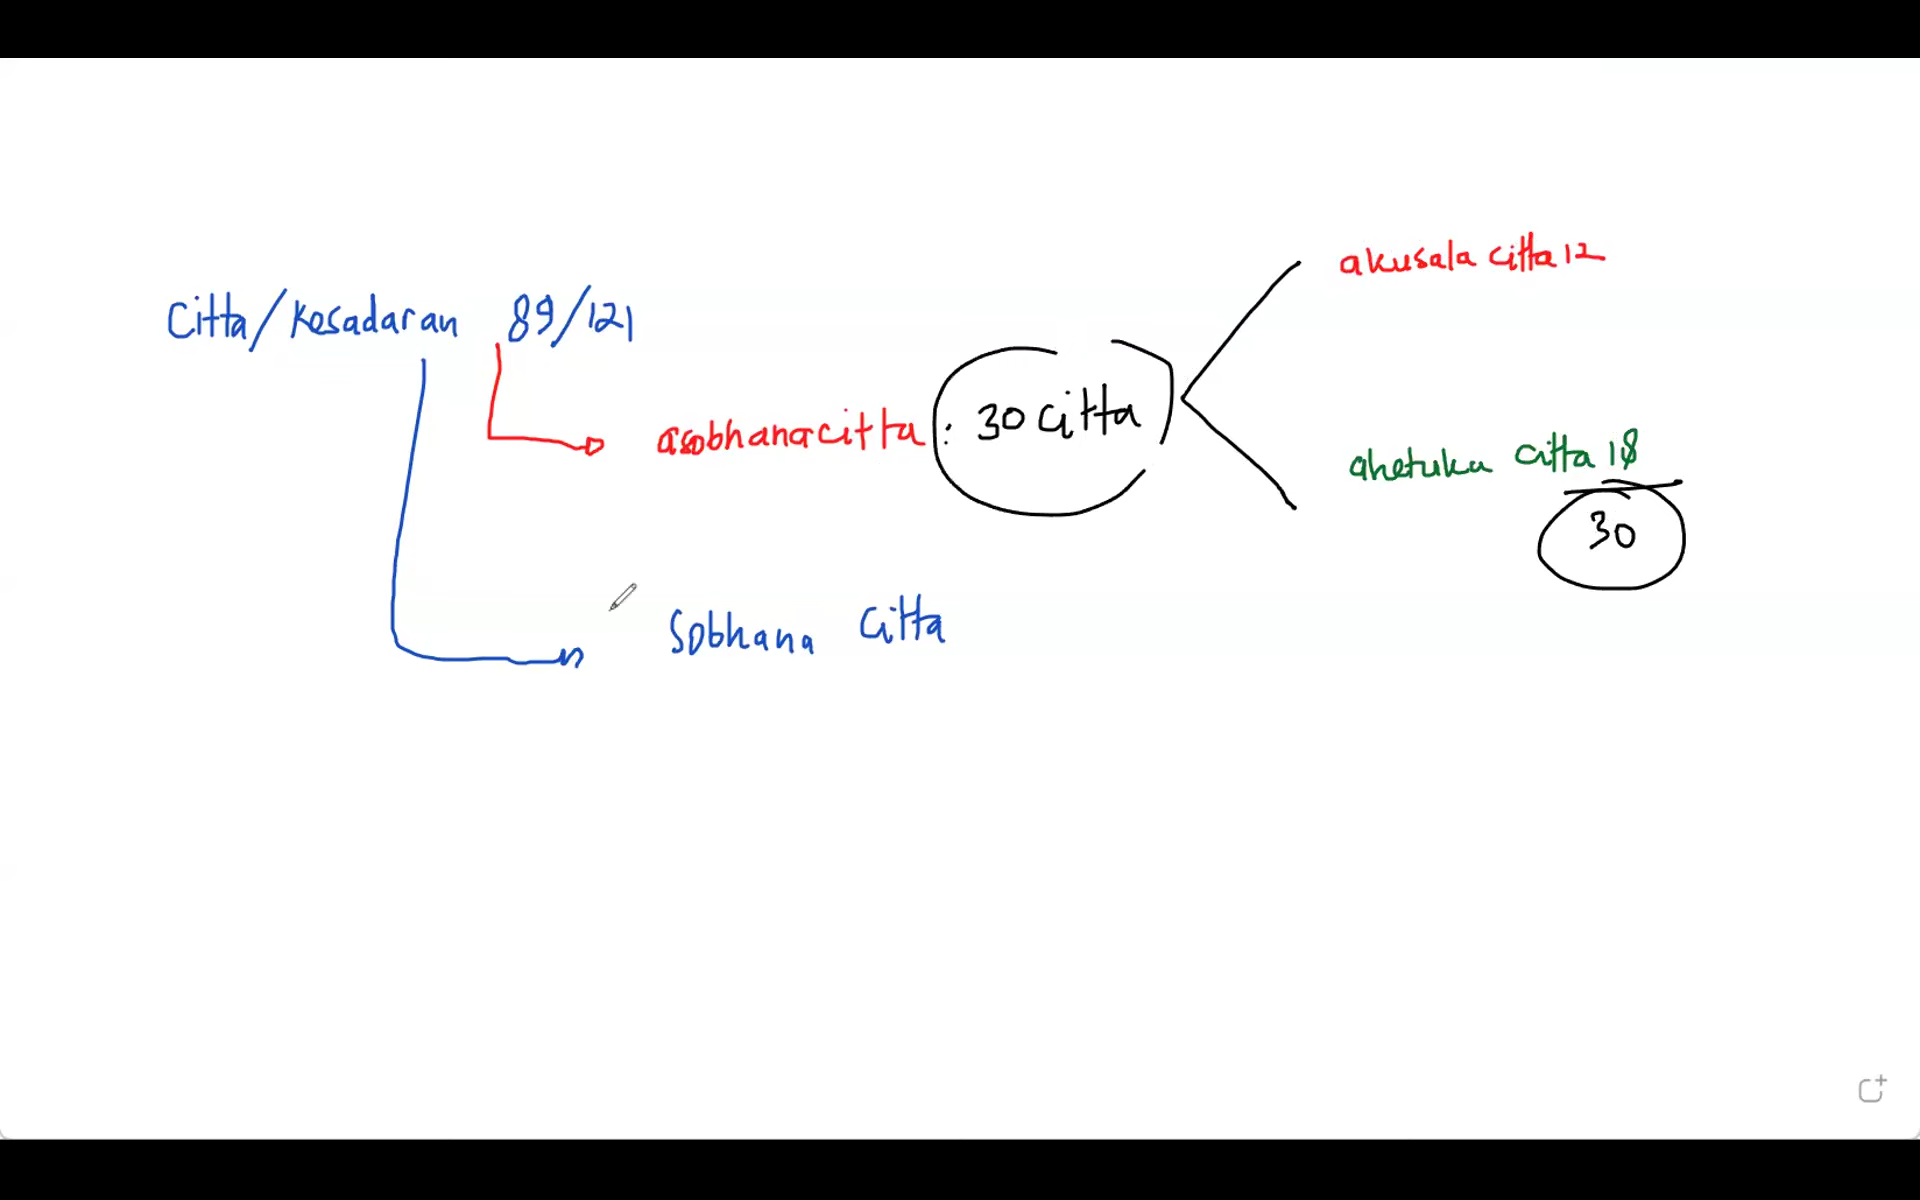 Citta/Kesadaran 89/121
asobhanacitta : 30 Citta
akusala citta 12
ahetuka Citta 18
30
Sobhana Citta